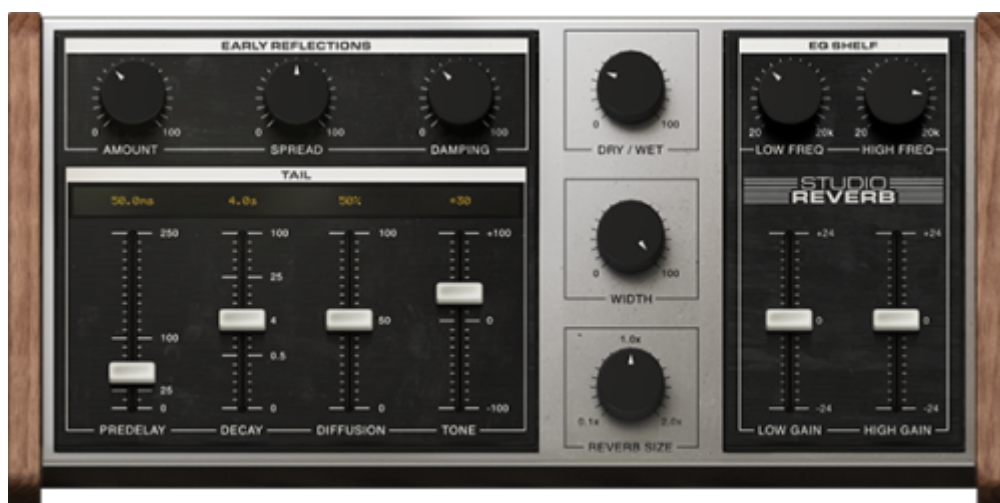 EARLY REFLECTIONS
0 100
AMOUNT
0 100
SPREAD
0 100
DAMPING
TAIL
50.0ms 4.0s 50% +30
250
100
25
0
PREDELAY
100
25
4
0.5
0
DECAY
100
50
0
DIFFUSION
+100
0
-100
TONE
0 100
DRY / WET
0 100
WIDTH
1.0x
0.1x 2.0x
REVERB SIZE
EQ SHELF
20 20k
LOW FREQ
20 20k
HIGH FREQ
STUDIO
REVERB
+24
0
-24
LOW GAIN
+24
0
-24
HIGH GAIN